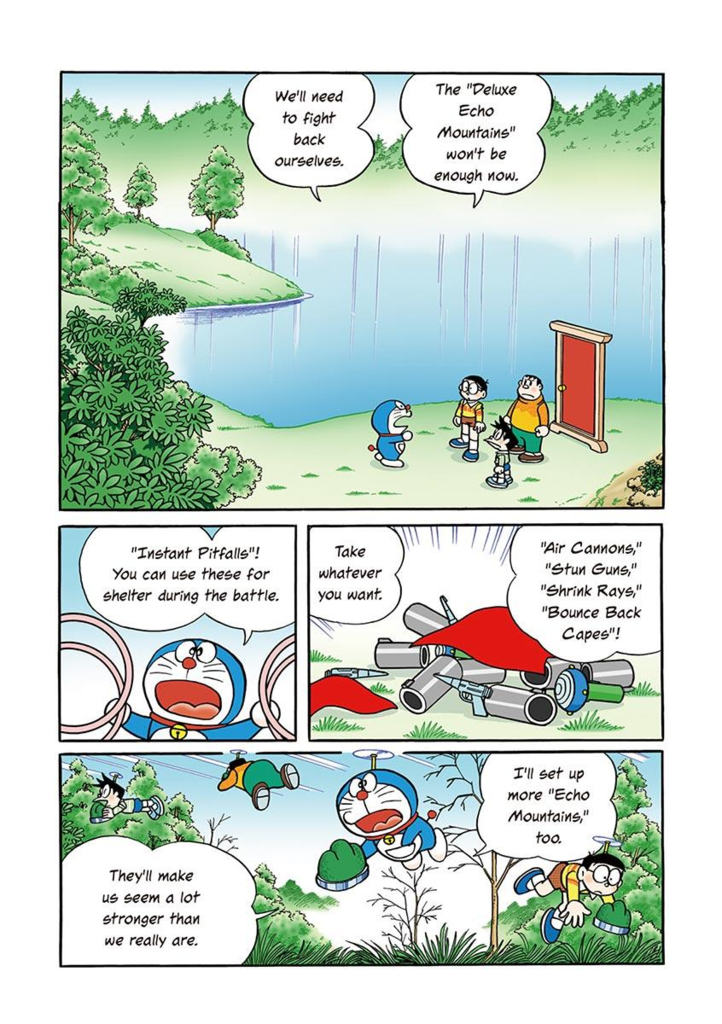 We'll need
to fight
back
ourselves.
The "Deluxe
Echo
Mountains"
won't be
enough now.
"Instant Pitfalls"!
You can use these for
shelter during the battle.
Take
whatever
you want.
"Air Cannons,"
"Stun Guns,"
"Shrink Rays,"
"Bounce Back
Capes"!
They'll make
us seem a lot
stronger than
we really are.
I'll set up
more "Echo
Mountains,"
too.